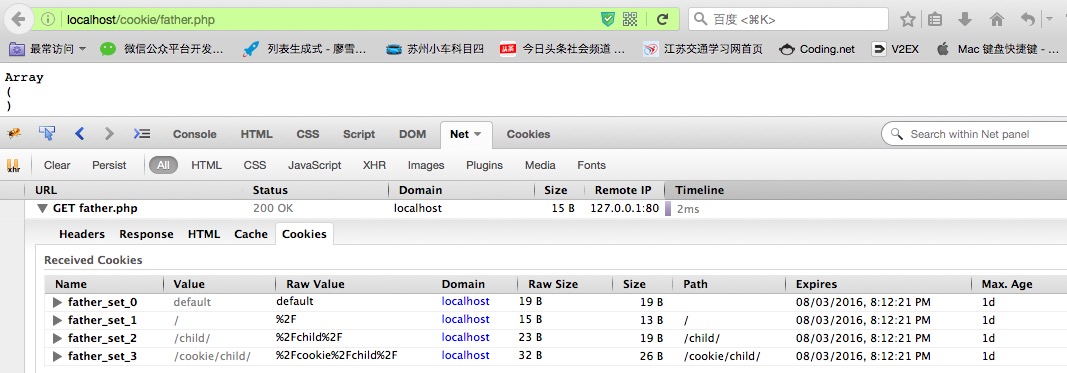 localhost/cookie/father.php 百度 <⌘K>
最常访问 微信公众平台开发... 列表生成式 - 廖雪... 苏州小车科目四 头条 今日头条社会频道 ... 江苏交通学习网首页 Coding.net V2EX Mac 键盘快捷键 - ...
Array
(
)
Console HTML CSS Script DOM Net Cookies Search within Net panel
xhr Clear Persist All HTML CSS JavaScript XHR Images Plugins Media Fonts
URL Status Domain Size Remote IP Timeline
GET father.php 200 OK localhost 15 B 127.0.0.1:80 2ms
Headers Response HTML Cache Cookies
Received Cookies
Name Value Raw Value Domain Raw Size Size Path Expires Max. Age
father_set_0 default default localhost 19 B 19 B 08/03/2016, 8:12:21 PM 1d
father_set_1 / %2F localhost 15 B 13 B / 08/03/2016, 8:12:21 PM 1d
father_set_2 /child/ %2Fchild%2F localhost 23 B 19 B /child/ 08/03/2016, 8:12:21 PM 1d
father_set_3 /cookie/child/ %2Fcookie%2Fchild%2F localhost 32 B 26 B /cookie/child/ 08/03/2016, 8:12:21 PM 1d